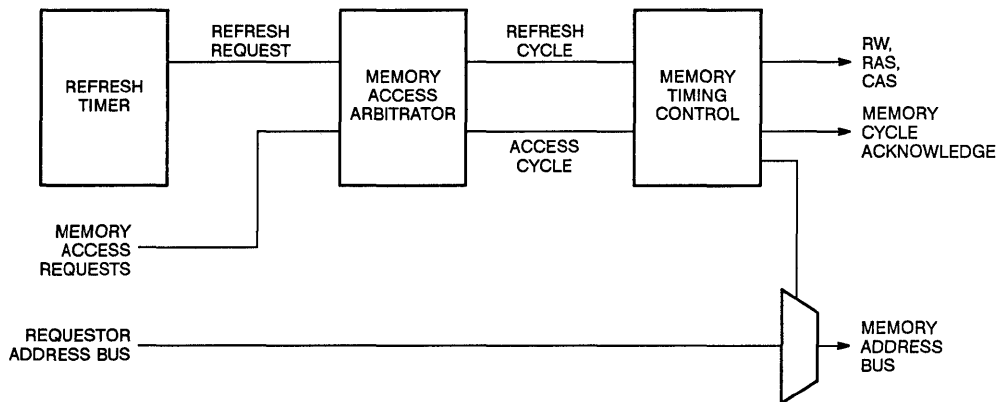 REFRESH
TIMER
REFRESH
REQUEST
MEMORY
ACCESS
ARBITRATOR
REFRESH
CYCLE
ACCESS
CYCLE
MEMORY
TIMING
CONTROL
RW,
RAS,
CAS
MEMORY
CYCLE
ACKNOWLEDGE
MEMORY
ACCESS
REQUESTS
REQUESTOR
ADDRESS BUS
MEMORY
ADDRESS
BUS